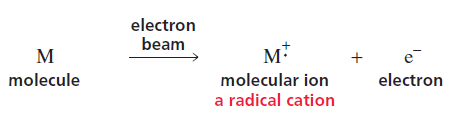 electron
beam
M M⁺· + e⁻
molecule molecular ion electron
a radical cation